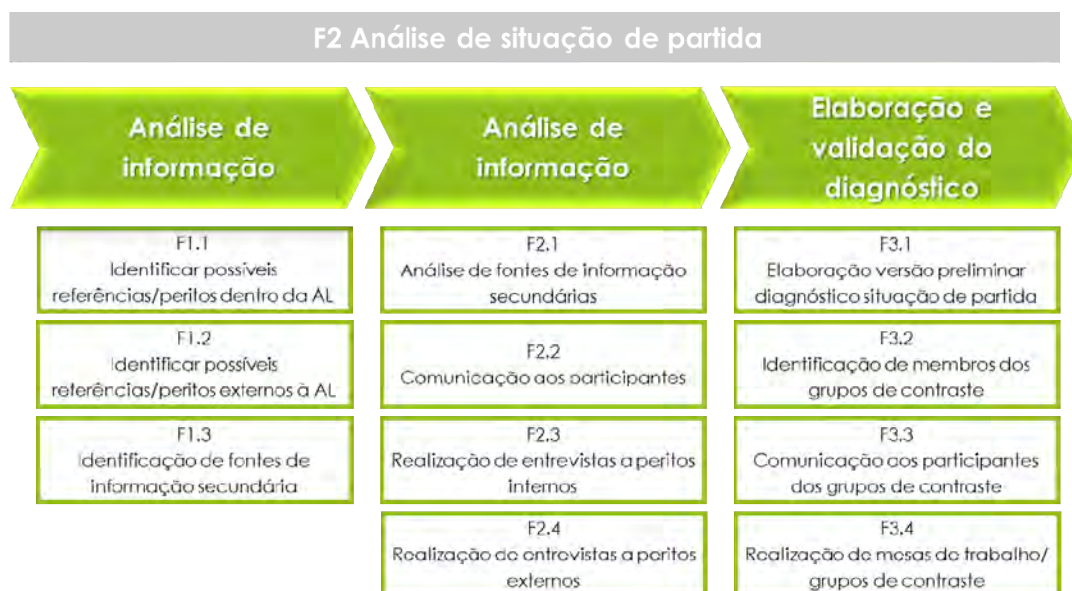 F2 Análise de situação de partida
Análise de
informação
Análise de
informação
Elaboração e
validação do
diagnóstico
F1.1
Identificar possíveis
referências/peritos dentro da AL
F1.2
Identificar possíveis
referências/peritos externos à AL
F1.3
Identificação de fontes de
informação secundária
F2.1
Análise de fontes de informação
secundárias
F2.2
Comunicação aos participantes
F2.3
Realização de entrevistas a peritos
internos
F2.4
Realização de entrevistas a peritos
externos
F3.1
Elaboração versão preliminar
diagnóstico situação de partida
F3.2
Identificação de membros dos
grupos de contraste
F3.3
Comunicação aos participantes
dos grupos de contraste
F3.4
Realização de mesas de trabalho/
grupos de contraste